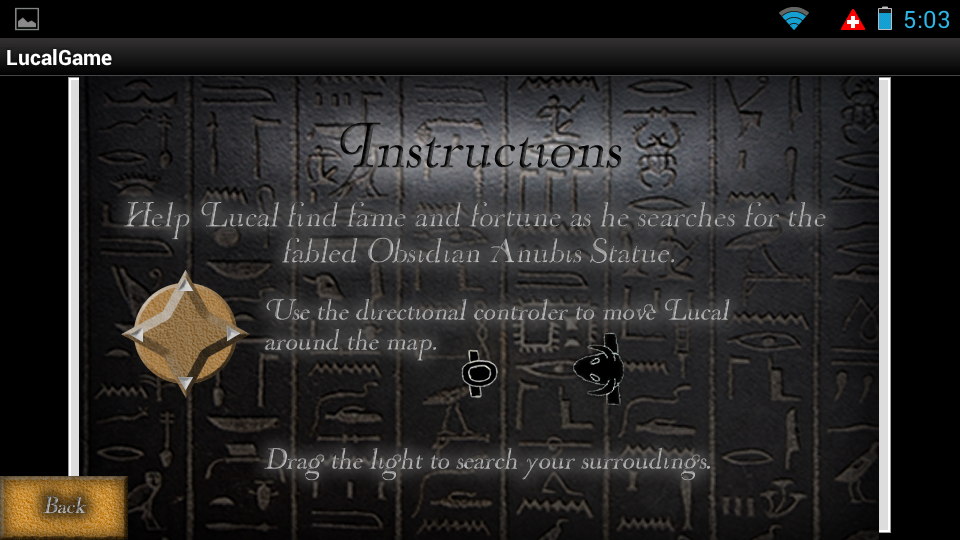 5:03
LucalGame
Instructions
Help Lucal find fame and fortune as he searches for the
fabled Obsidian Anubis Statue.
Use the directional controler to move Lucal
around the map.
Drag the light to search your surroudings.
Back